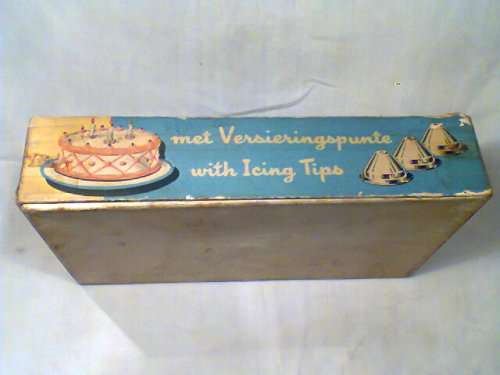 met Versieringspunte
with Icing Tips